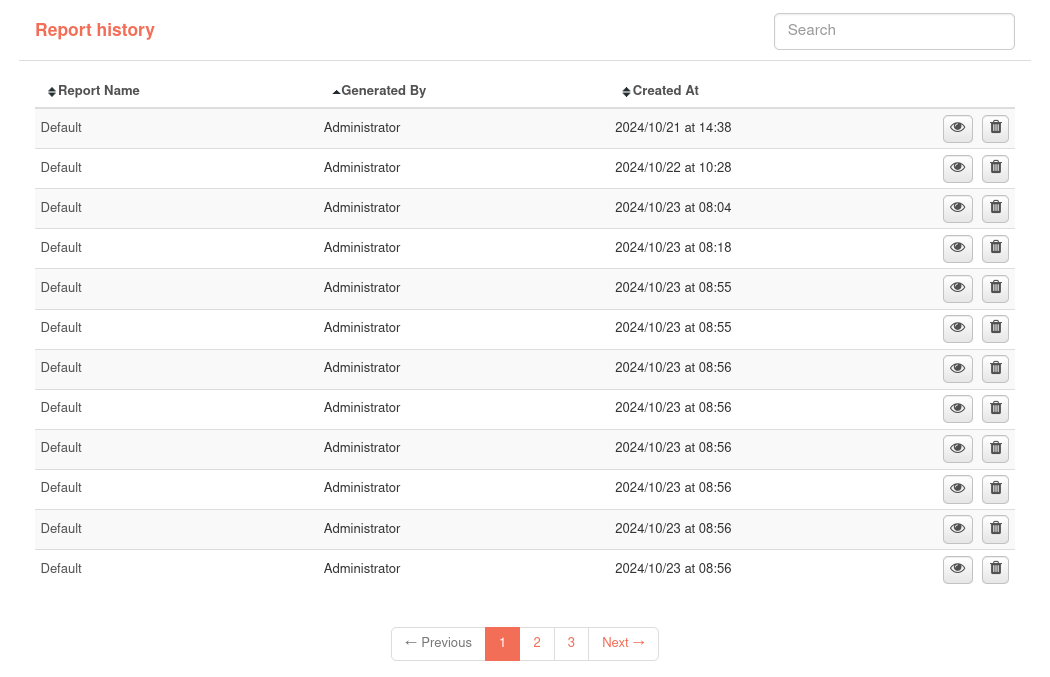 Report history
Search
Report Name Generated By Created At
Default Administrator 2024/10/21 at 14:38
Default Administrator 2024/10/22 at 10:28
Default Administrator 2024/10/23 at 08:04
Default Administrator 2024/10/23 at 08:18
Default Administrator 2024/10/23 at 08:55
Default Administrator 2024/10/23 at 08:55
Default Administrator 2024/10/23 at 08:56
Default Administrator 2024/10/23 at 08:56
Default Administrator 2024/10/23 at 08:56
Default Administrator 2024/10/23 at 08:56
Default Administrator 2024/10/23 at 08:56
Default Administrator 2024/10/23 at 08:56
← Previous 1 2 3 Next →